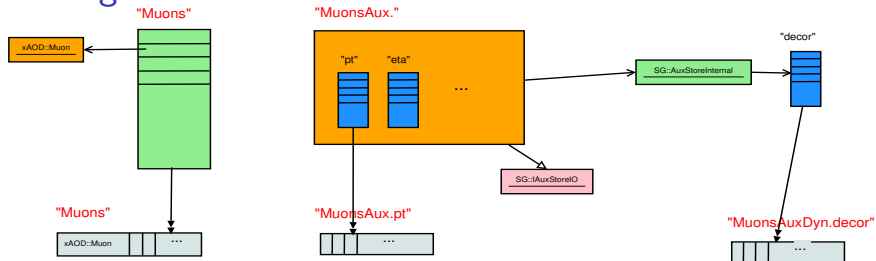 "Muons"
"MuonsAux."
xAOD::Muon
"pt"
"eta"
...
SG::AuxStoreInternal
"decor"
SG::IAuxStoreIO
"Muons"
"MuonsAux.pt"
"MuonsAuxDyn.decor"
xAOD::Muon
...
...
...